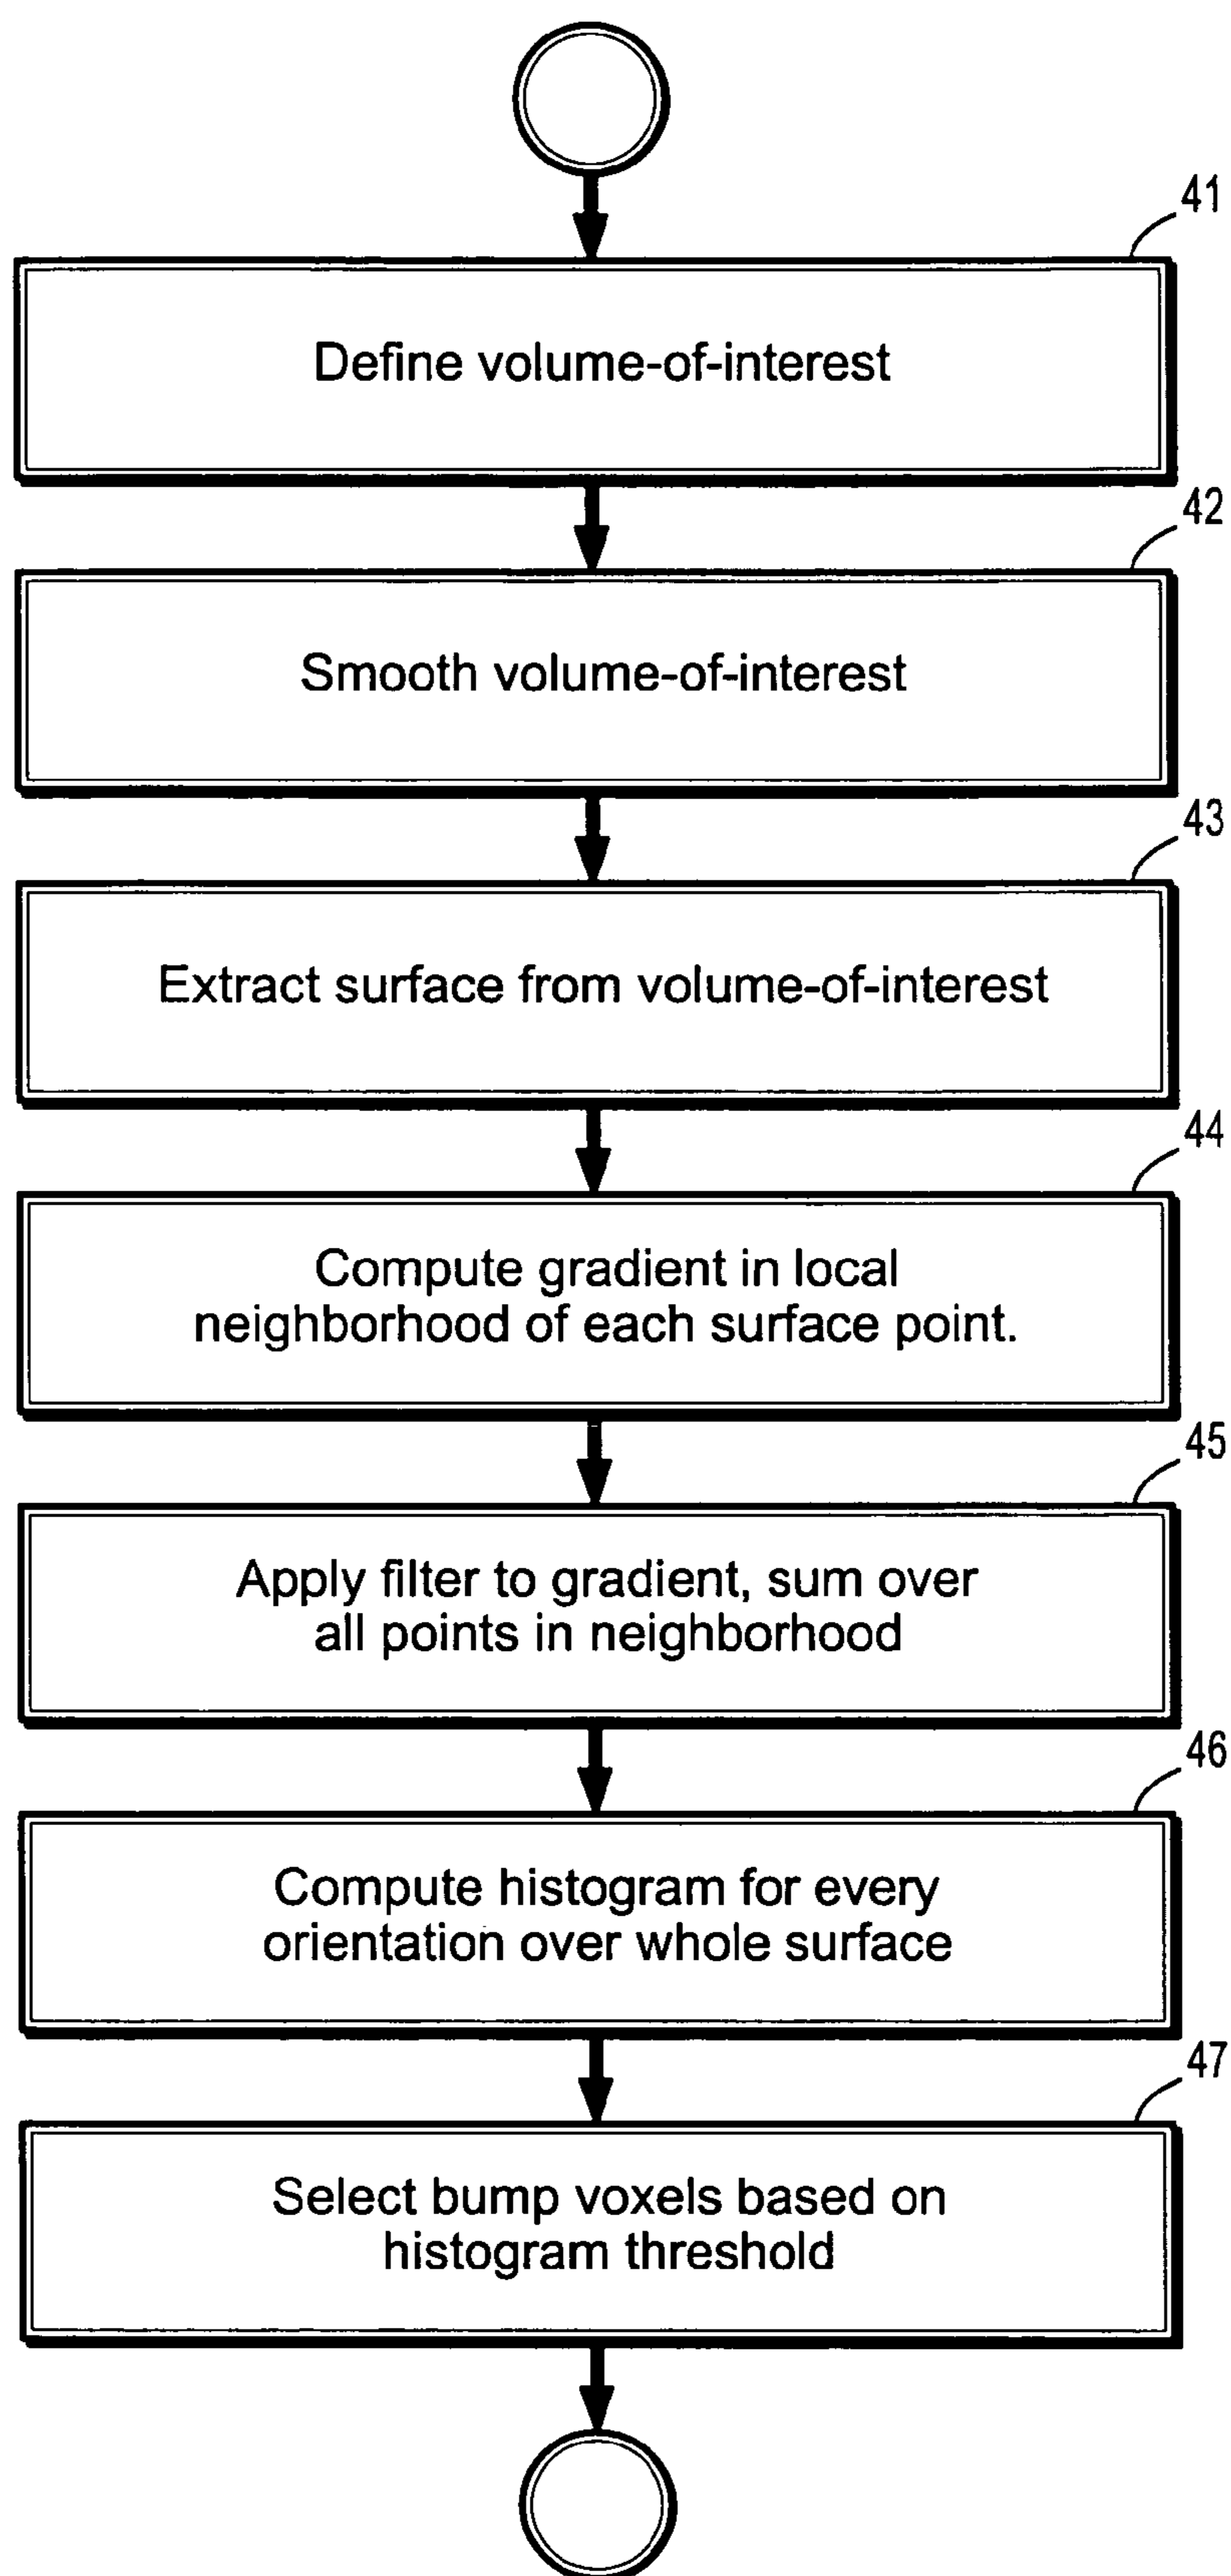 41
Define volume-of-interest
42
Smooth volume-of-interest
43
Extract surface from volume-of-interest
44
Compute gradient in local
neighborhood of each surface point.
45
Apply filter to gradient, sum over
all points in neighborhood
46
Compute histogram for every
orientation over whole surface
47
Select bump voxels based on
histogram threshold